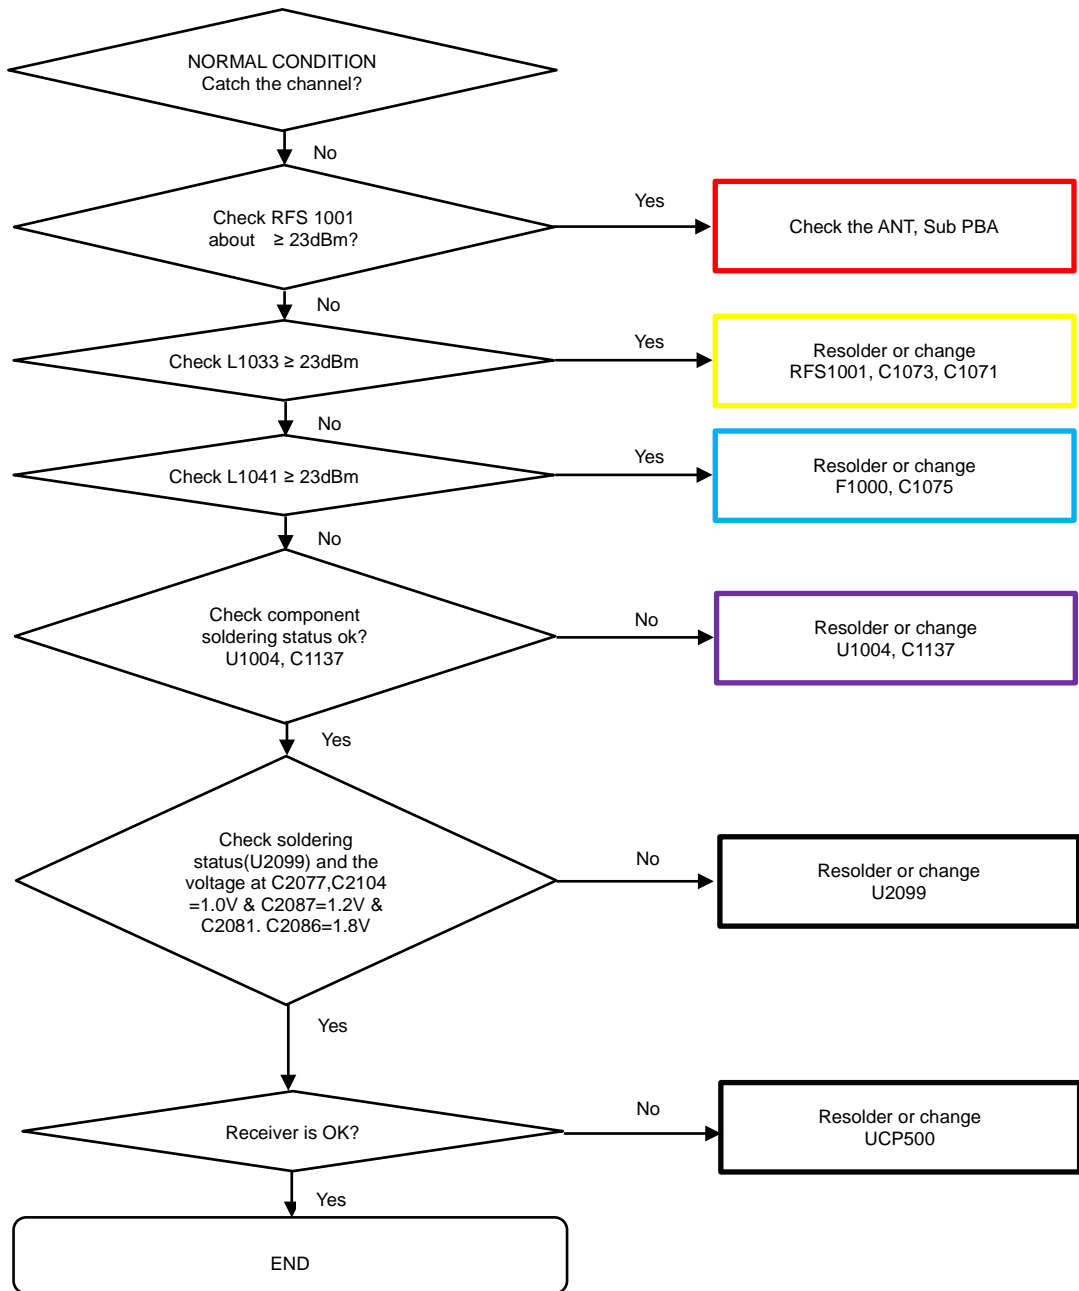 NORMAL CONDITION
Catch the channel?
No
Check RFS 1001
about ≥ 23dBm?
Yes
Check the ANT, Sub PBA
No
Check L1033 ≥ 23dBm
Yes
Resolder or change
RFS1001, C1073, C1071
No
Check L1041 ≥ 23dBm
Yes
Resolder or change
F1000, C1075
No
Check component
soldering status ok?
U1004, C1137
No
Resolder or change
U1004, C1137
Yes
Check soldering
status(U2099) and the
voltage at C2077,C2104
=1.0V & C2087=1.2V &
C2081. C2086=1.8V
No
Resolder or change
U2099
Yes
Receiver is OK?
No
Resolder or change
UCP500
Yes
END